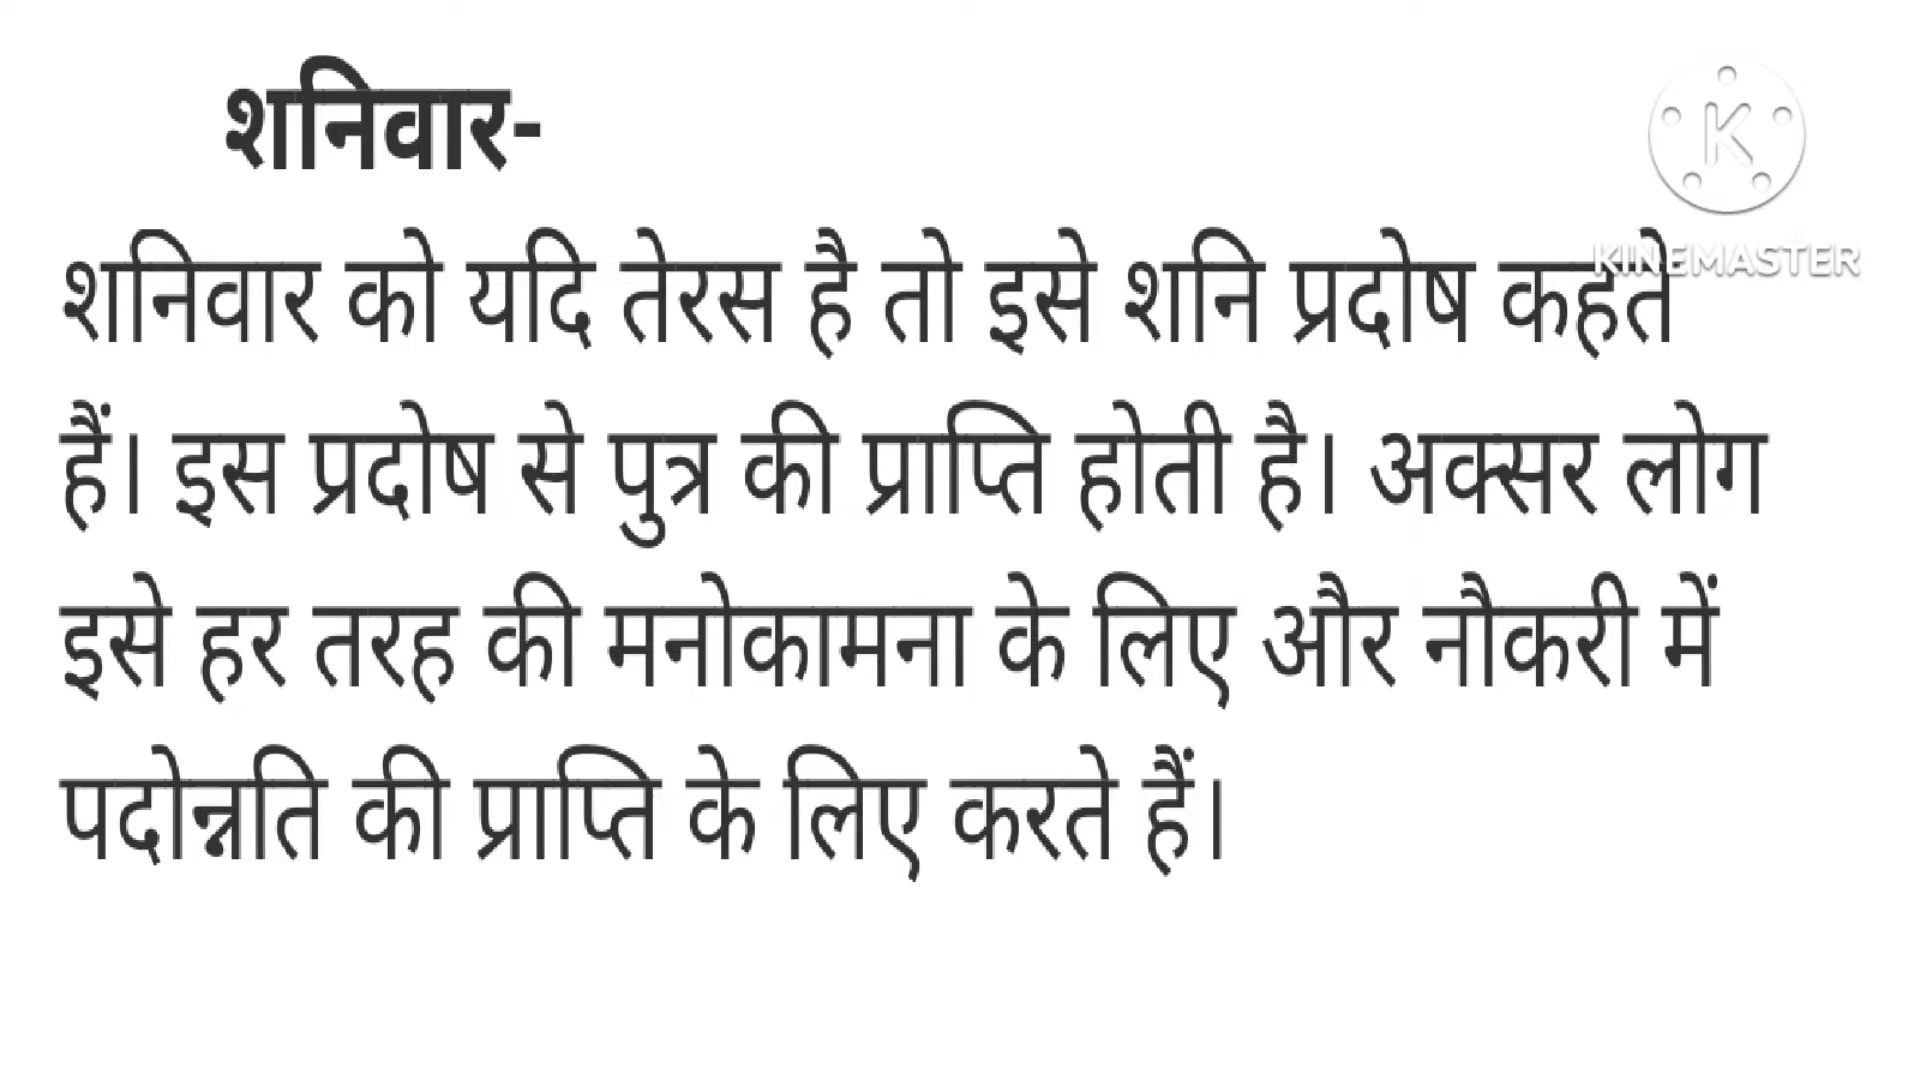 शनिवार-
शनिवार को यदि तेरस है तो इसे शनि प्रदोष कहते
हैं। इस प्रदोष से पुत्र की प्राप्ति होती है। अक्सर लोग
इसे हर तरह की मनोकामना के लिए और नौकरी में
पदोन्नति की प्राप्ति के लिए करते हैं।
K
KINEMASTER